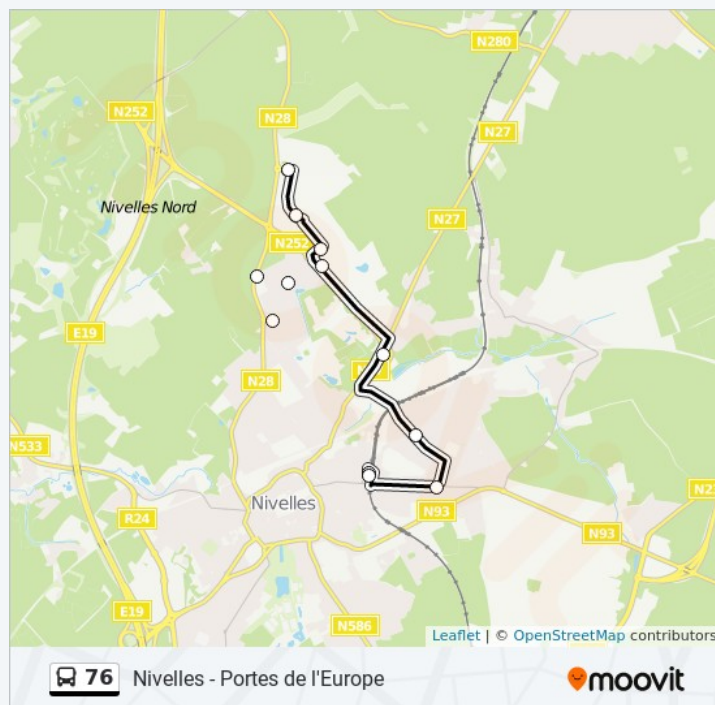 N280
N252
N28
N27
Nivelles Nord
N27
N252
E19
N28
N533
Nivelles
R24
N93
N93
E19
N586
Leaflet | © OpenStreetMap contributors
76 Nivelles - Portes de l'Europe
moovit